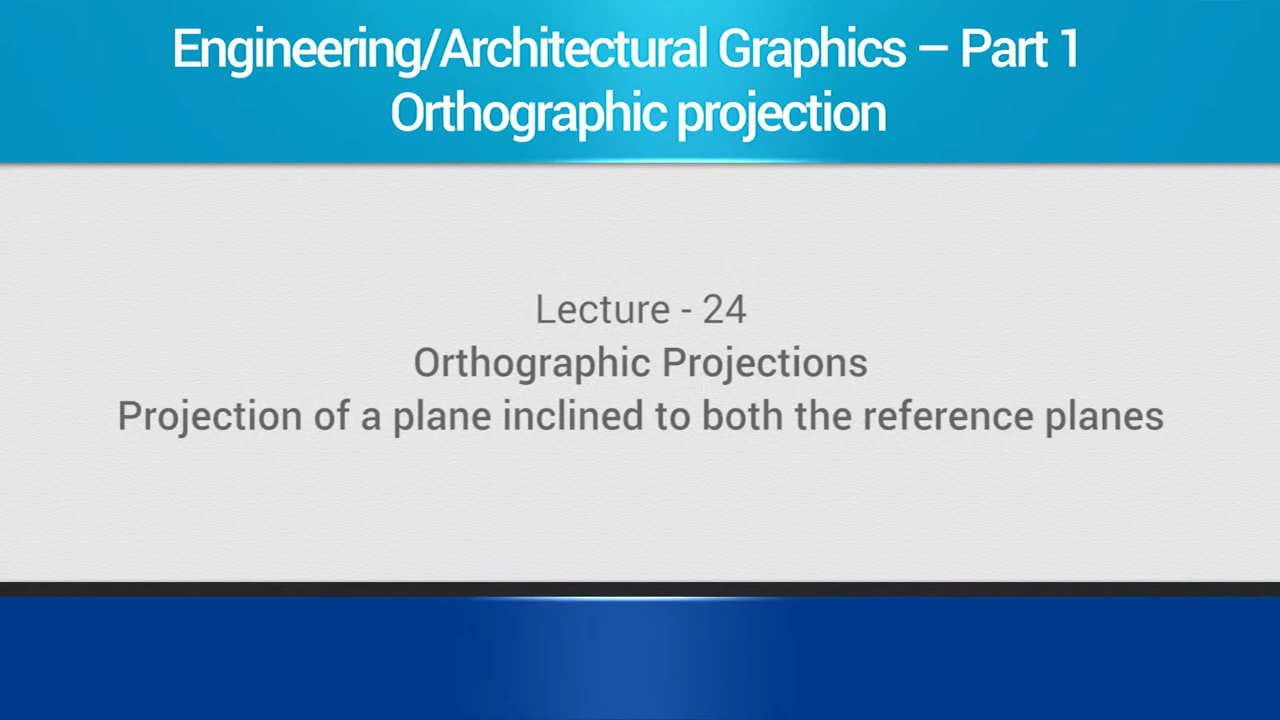 Engineering/Architectural Graphics – Part 1
Orthographic projection
Lecture - 24
Orthographic Projections
Projection of a plane inclined to both the reference planes